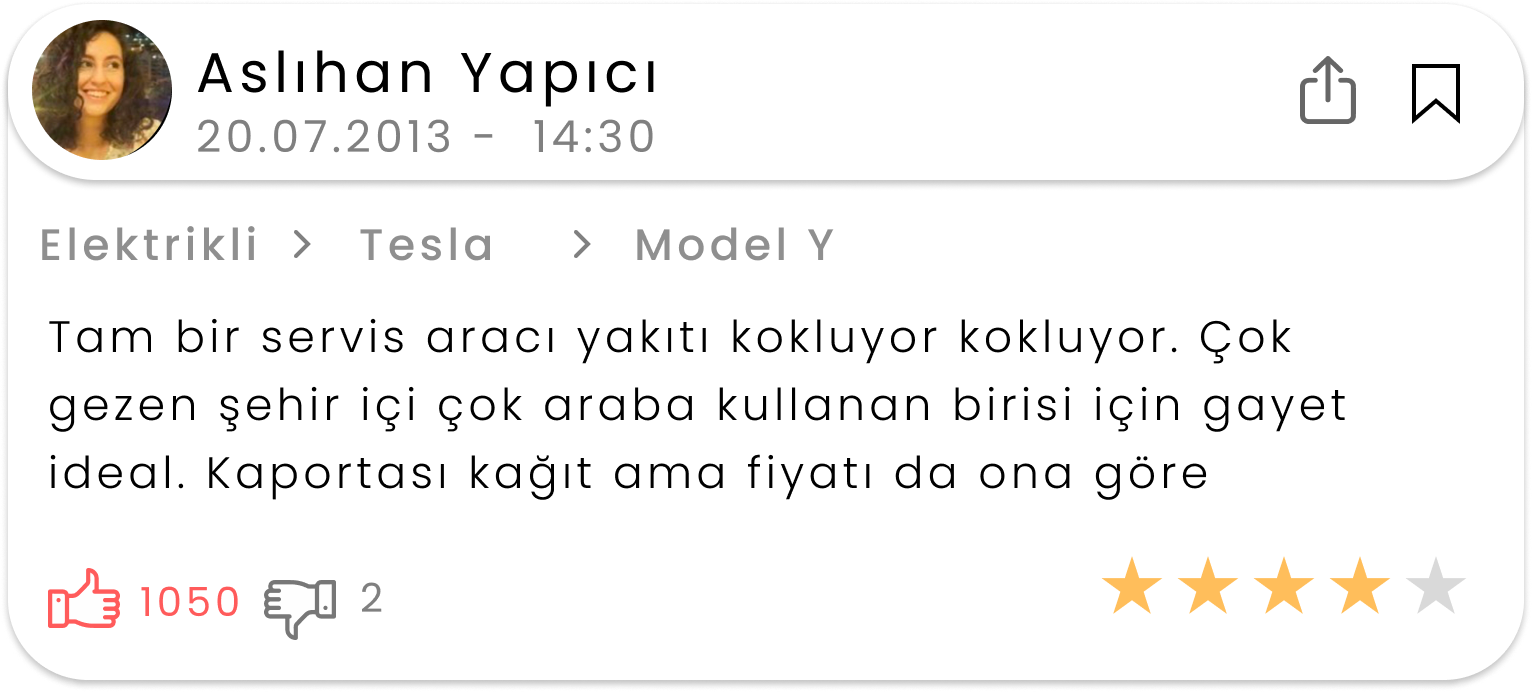 Aslıhan Yapıcı
20.07.2013 - 14:30
Elektrikli > Tesla > Model Y
Tam bir servis aracı yakıtı kokluyor kokluyor. Çok
gezen şehir içi çok araba kullanan birisi için gayet
ideal. Kaportası kağıt ama fiyatı da ona göre
1050 2